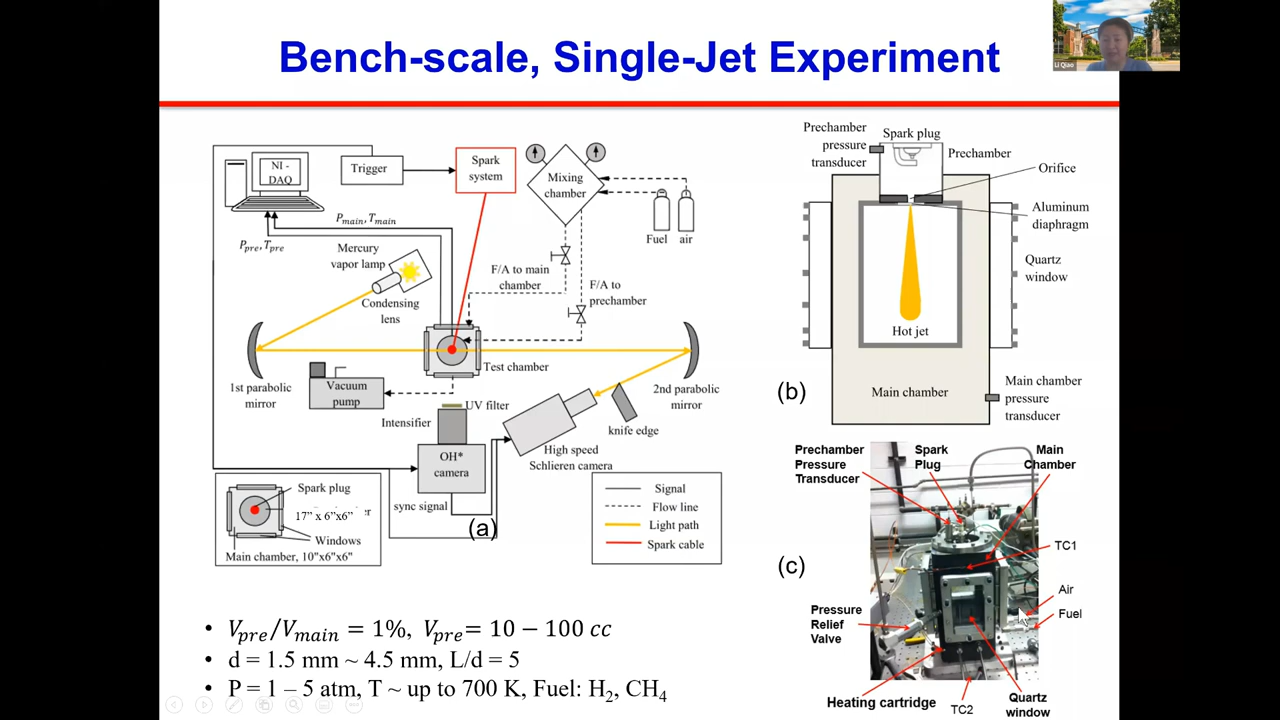 Bench-scale, Single-Jet Experiment
Li Qiao
NI -
DAQ
Trigger
Spark
system
Mixing
chamber
Fuel
air
P_main, T_main
P_pre, T_pre
Mercury
vapor lamp
Condensing
lens
F/A to main
chamber
F/A to
prechamber
1st parabolic
mirror
Vacuum
pump
Test chamber
2nd parabolic
mirror
UV filter
Intensifier
OH*
camera
sync signal
knife edge
High speed
Schlieren camera
Spark plug
17" x 6"x6"
Windows
Main chamber, 10"x6"x6"
Signal
Flow line
Light path
Spark cable
(a)
Prechamber
pressure
transducer
Spark plug
Prechamber
Orifice
Aluminum
diaphragm
Quartz
window
Hot jet
Main chamber
Main chamber
pressure
transducer
(b)
Prechamber
Pressure
Transducer
Spark
Plug
Main
Chamber
TC1
Air
Fuel
Pressure
Relief
Valve
Heating cartridge
TC2
Quartz
window
(c)
• V_pre/V_main = 1%, V_pre= 10 − 100 cc
• d = 1.5 mm ~ 4.5 mm, L/d = 5
• P = 1 – 5 atm, T ~ up to 700 K, Fuel: H₂, CH₄